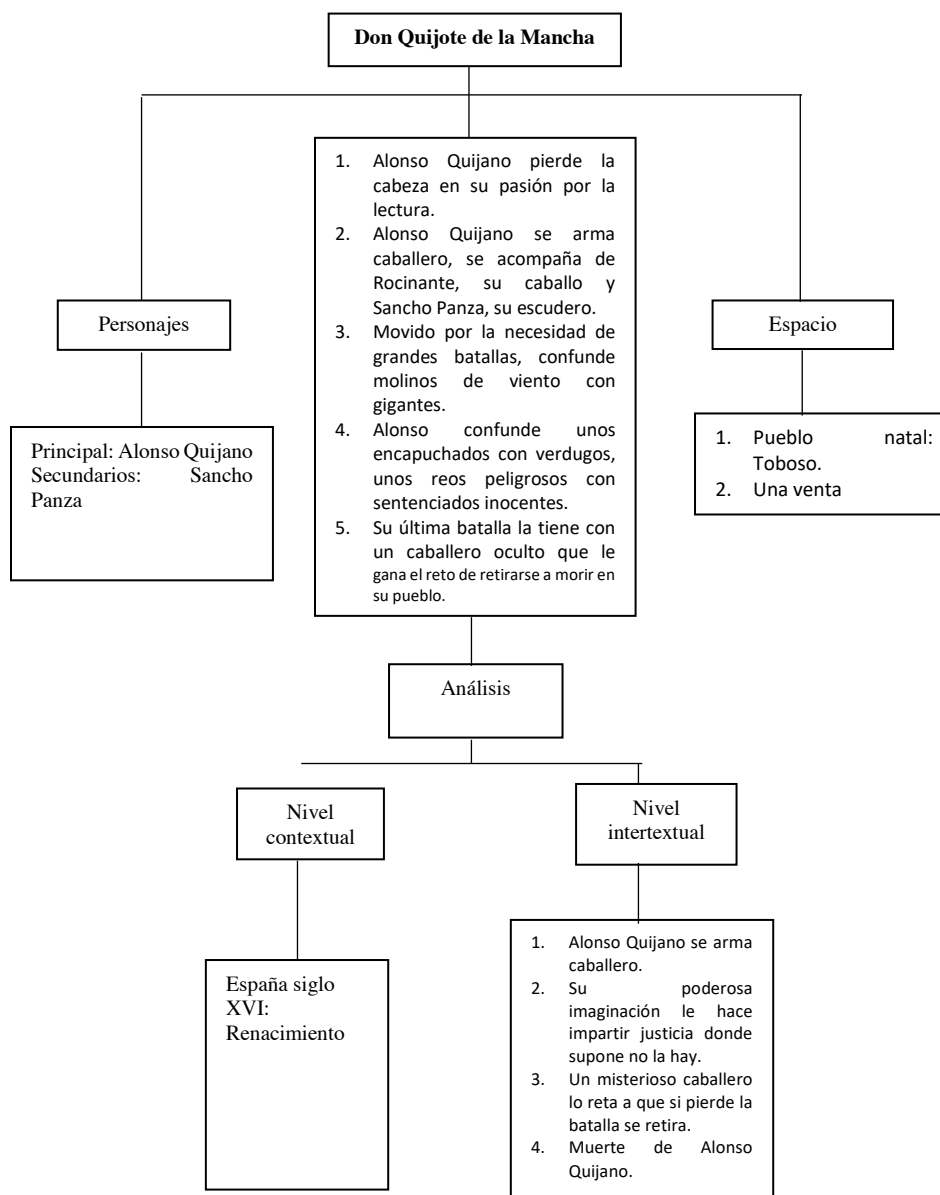 Don Quijote de la Mancha
1. Alonso Quijano pierde la
cabeza en su pasión por la
lectura.
2. Alonso Quijano se arma
caballero, se acompaña de
Rocinante, su caballo y
Sancho Panza, su escudero.
3. Movido por la necesidad de
grandes batallas, confunde
molinos de viento con
gigantes.
4. Alonso confunde unos
encapuchados con verdugos,
unos reos peligrosos con
sentenciados inocentes.
5. Su última batalla la tiene con
un caballero oculto que le
gana el reto de retirarse a morir en
su pueblo.
Personajes
Principal: Alonso Quijano
Secundarios: Sancho
Panza
Espacio
1. Pueblo natal:
Toboso.
2. Una venta
Análisis
Nivel
contextual
España siglo
XVI:
Renacimiento
Nivel
intertextual
1. Alonso Quijano se arma
caballero.
2. Su poderosa
imaginación le hace
impartir justicia donde
supone no la hay.
3. Un misterioso caballero
lo reta a que si pierde la
batalla se retira.
4. Muerte de Alonso
Quijano.